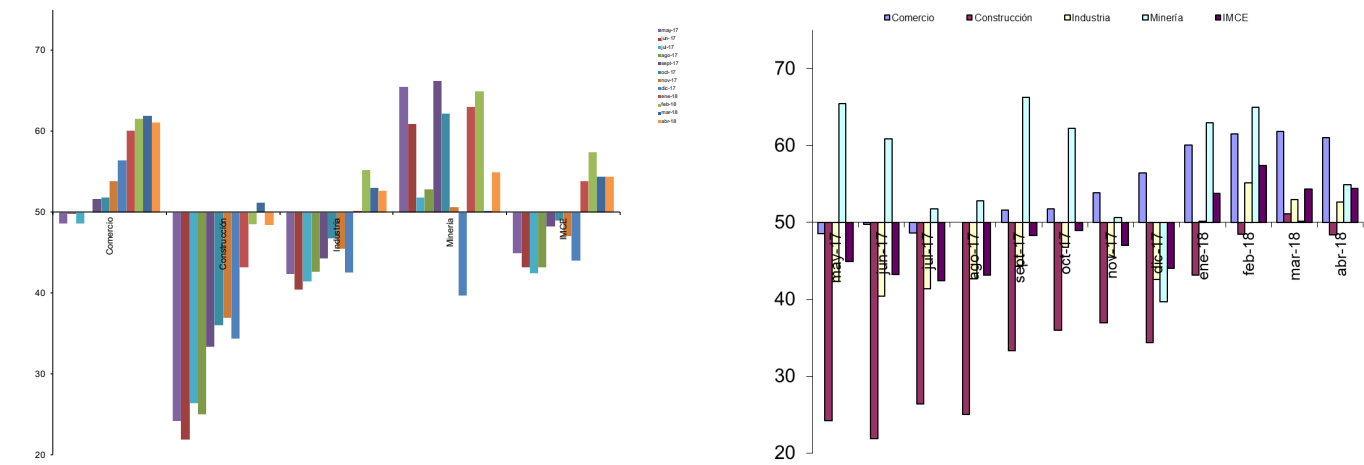 70
60
50
40
30
20
Comercio
Construcción
Industria
Minería
IMCE
may-17
jun-17
jul-17
ago-17
sept-17
oct-17
nov-17
dic-17
ene-18
feb-18
mar-18
abr-18
Comercio Construcción Industria Minería IMCE
70
60
50
40
30
20
may-17 jun-17 jul-17 ago-17 sept-17 oct-17 nov-17 dic-17 ene-18 feb-18 mar-18 abr-18